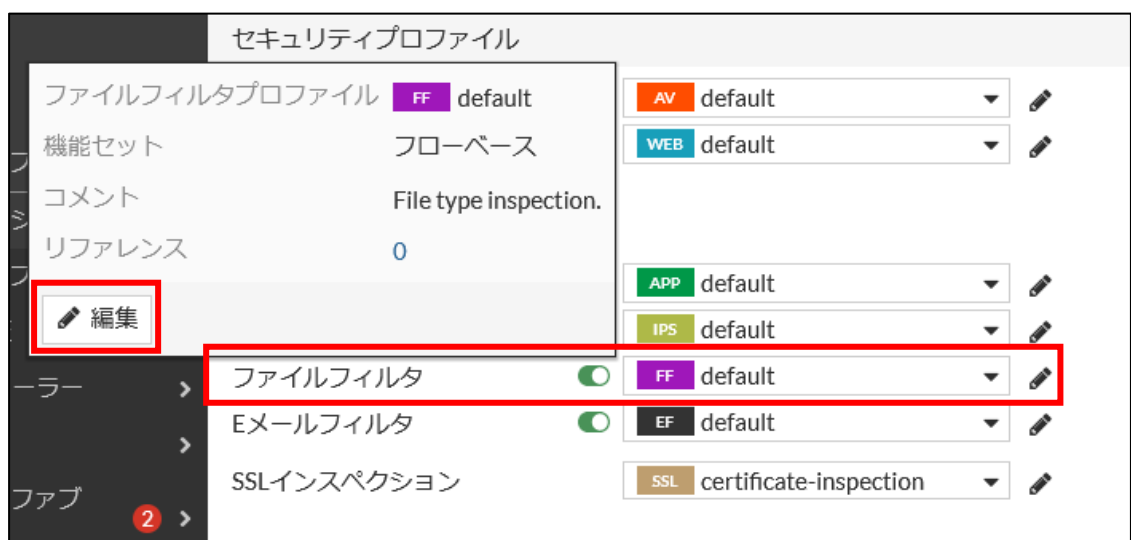 セキュリティプロファイル
ファイルフィルタプロファイル FF default
機能セット フローベース
コメント File type inspection.
リファレンス 0
編集
AV default
WEB default
APP default
IPS default
ファイルフィルタ FF default
Eメールフィルタ EF default
SSLインスペクション SSL certificate-inspection
ーラー
ファブ
2